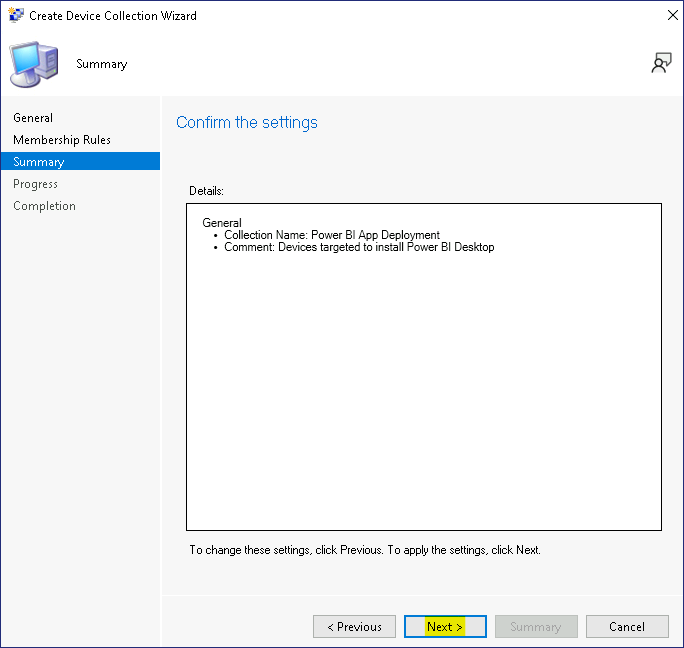 Create Device Collection Wizard
Summary
General
Membership Rules
Summary
Progress
Completion
Confirm the settings
Details:
General
• Collection Name: Power BI App Deployment
• Comment: Devices targeted to install Power BI Desktop
To change these settings, click Previous. To apply the settings, click Next.
< Previous
Next >
Summary
Cancel